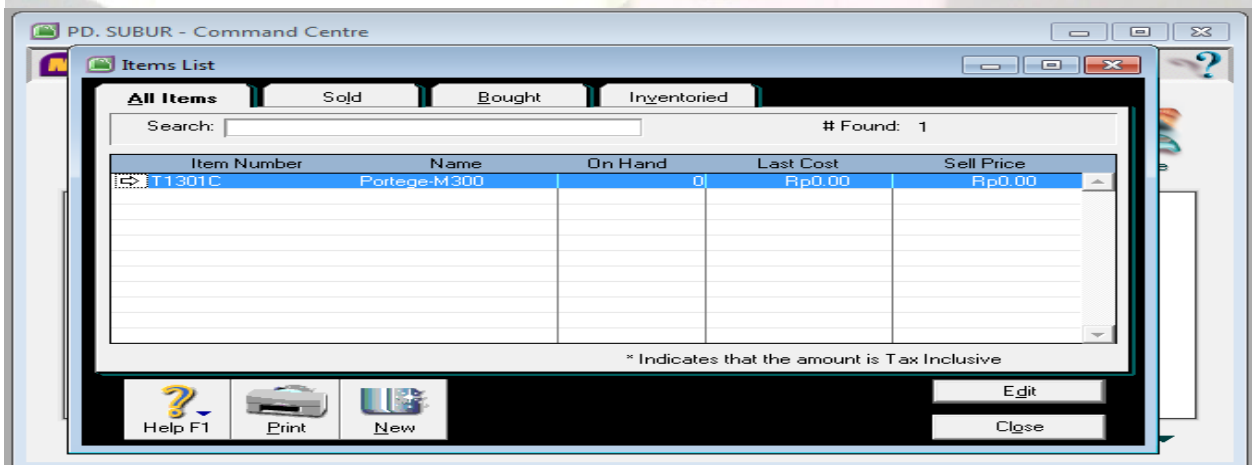 PD. SUBUR - Command Centre
Items List
All Items Sold Bought Inventoried
Search: # Found: 1
Item Number Name On Hand Last Cost Sell Price
T1301C Portege-M300 0 Rp0.00 Rp0.00
* Indicates that the amount is Tax Inclusive
Edit
Help F1 Print New Close